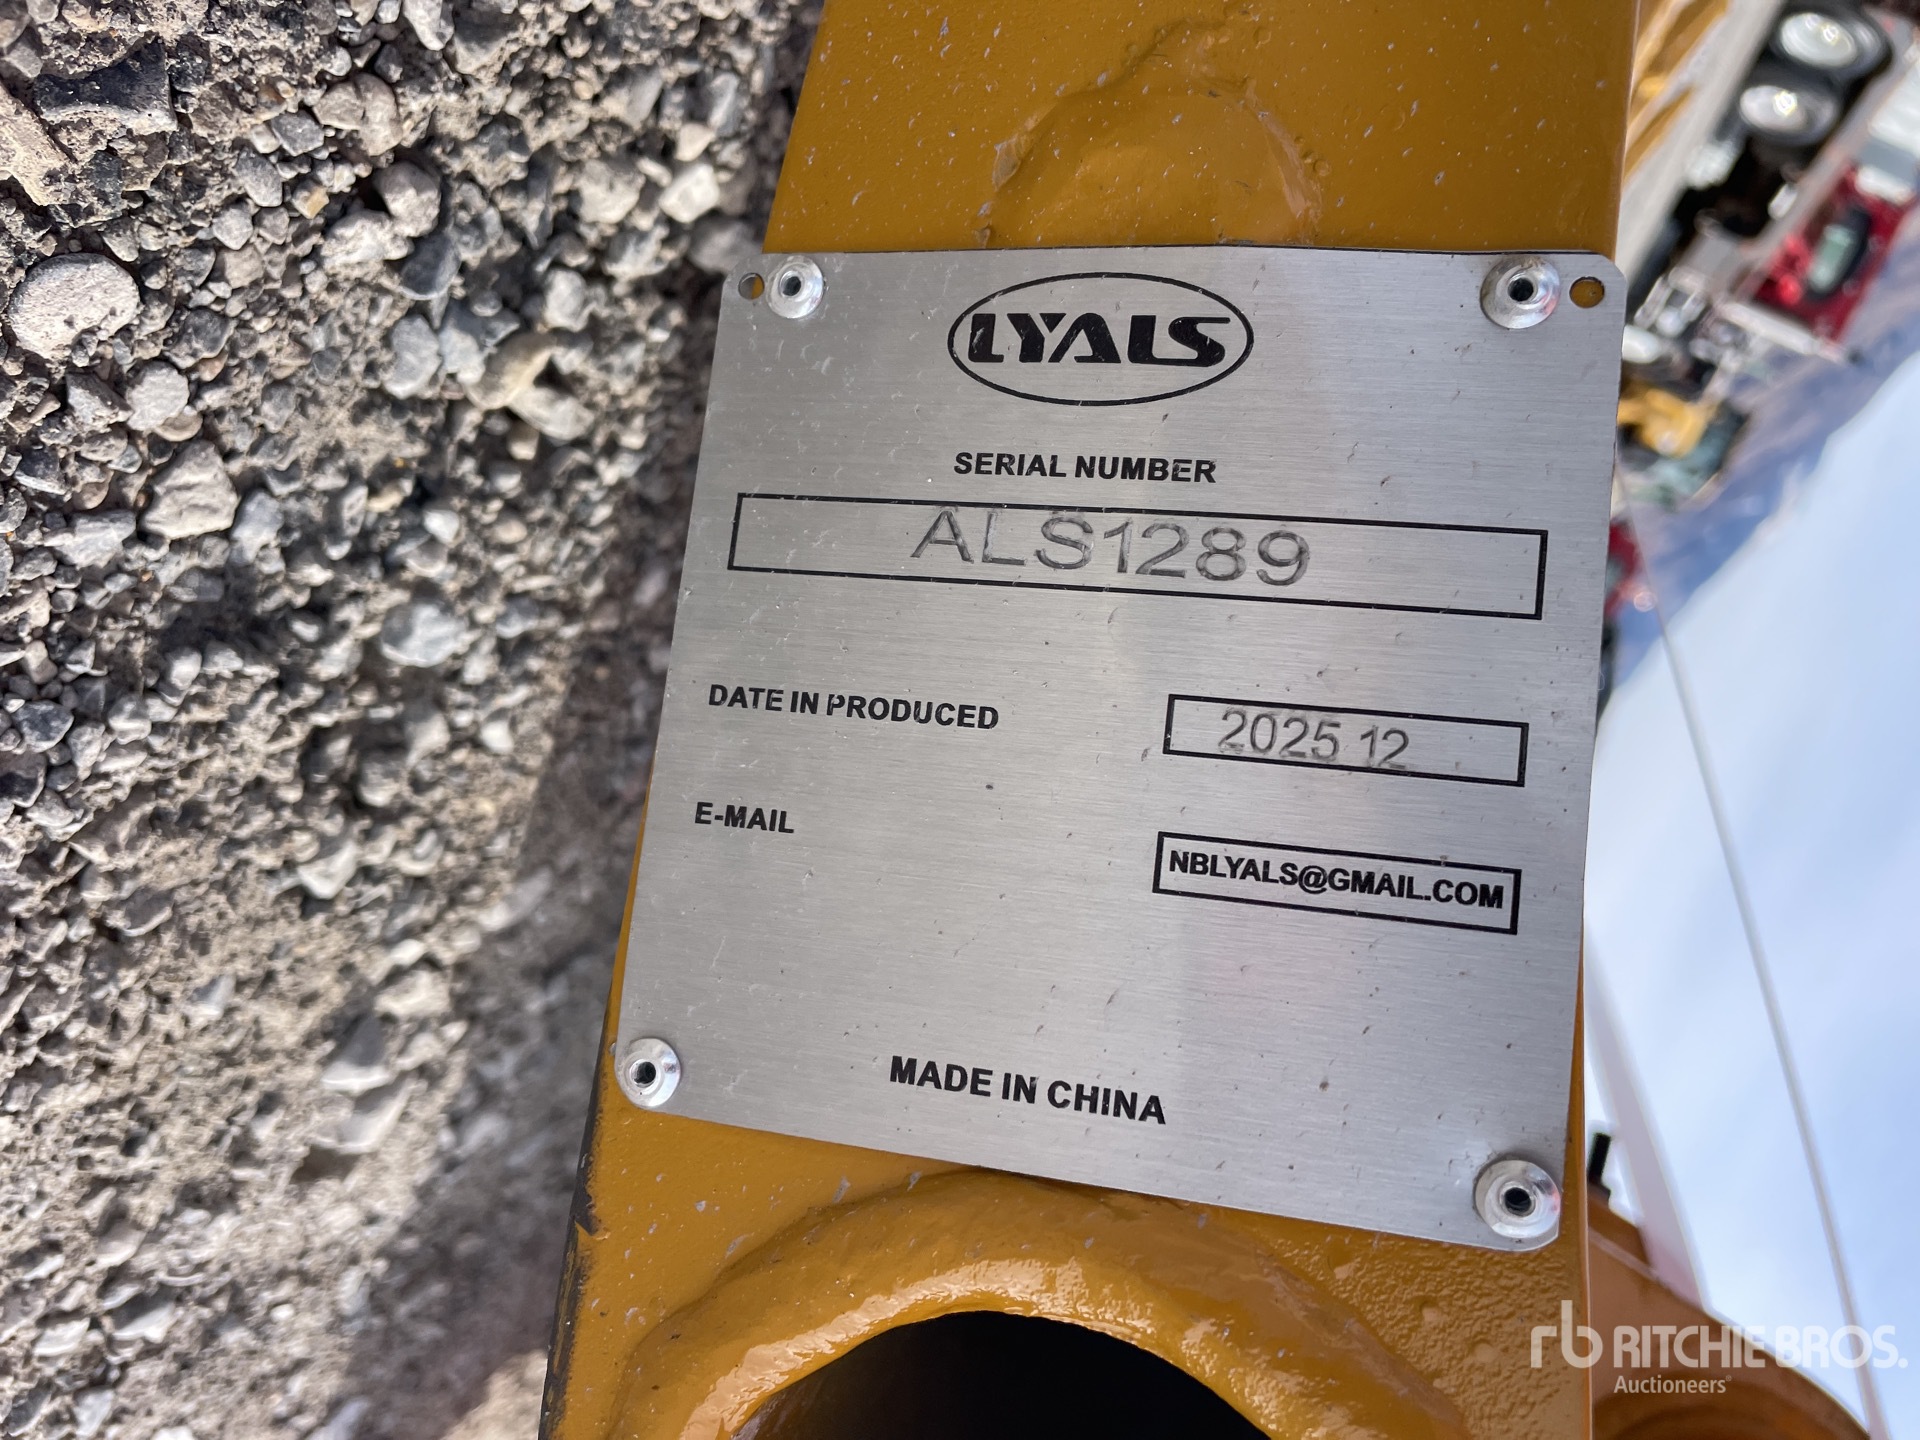 LYALS
SERIAL NUMBER
ALS1289
DATE IN PRODUCED
2025 12
E-MAIL
NBLYALS@GMAIL.COM
MADE IN CHINA
rb RITCHIE BROS.
Auctioneers